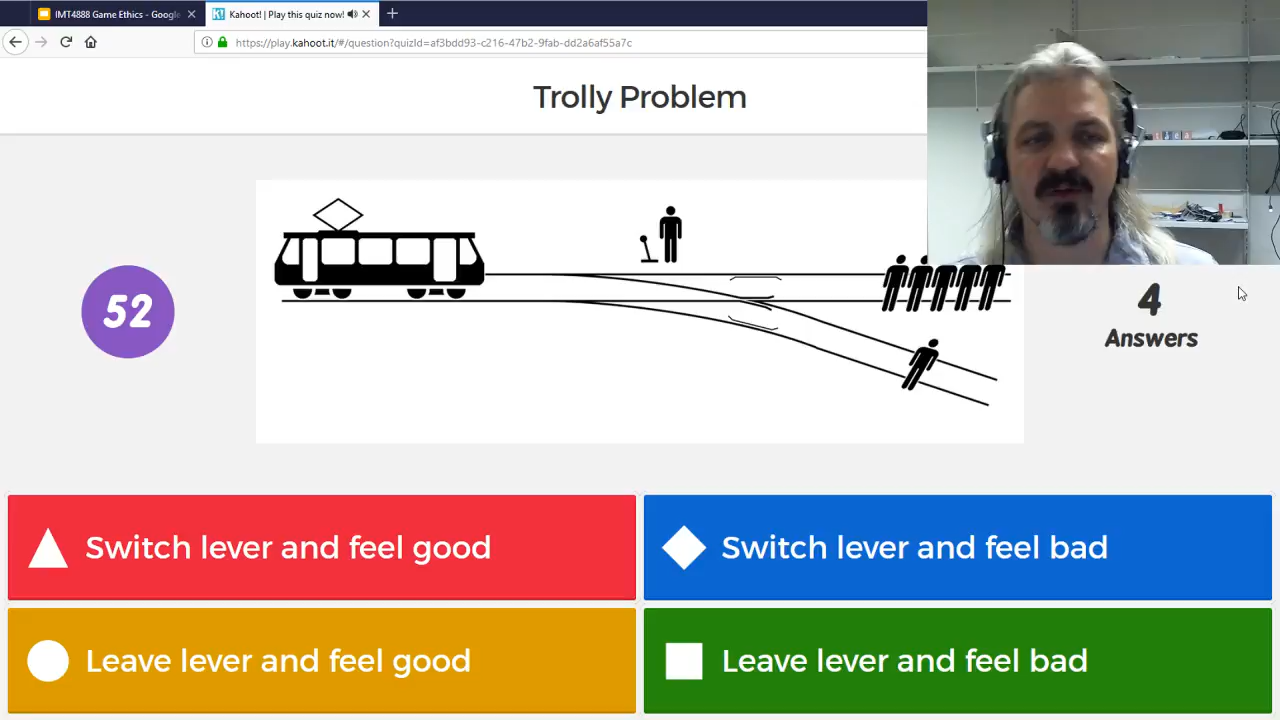 IMT4888 Game Ethics - Google
Kahoot! | Play this quiz now!
https://play.kahoot.it/#/question?quizId=af3bdd93-c216-47b2-9fab-dd2a6af55a7c
Trolly Problem
52
4
Answers
Switch lever and feel good
Switch lever and feel bad
Leave lever and feel good
Leave lever and feel bad